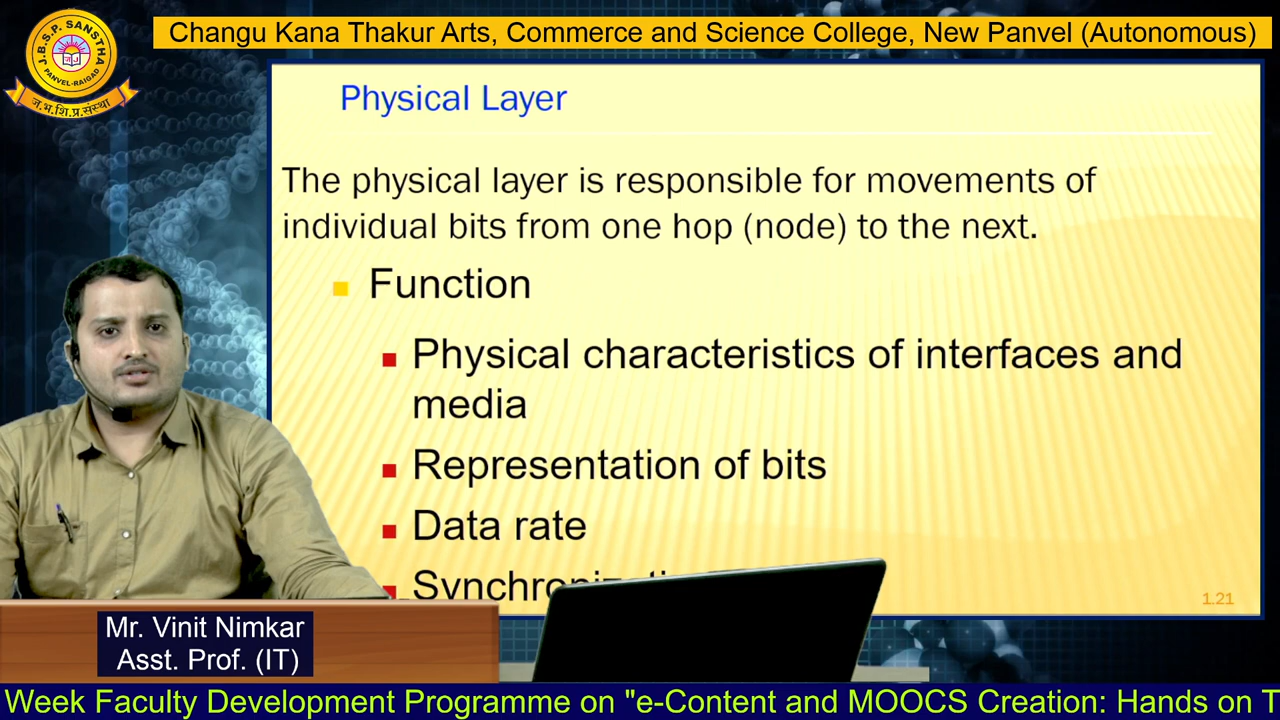 J.B.S.P. SANSTHA
PANVEL-RAIGAD
ज.भ.शि.प्र.संस्था
Changu Kana Thakur Arts, Commerce and Science College, New Panvel (Autonomous)
Physical Layer
The physical layer is responsible for movements of
individual bits from one hop (node) to the next.
Function
Physical characteristics of interfaces and
media
Representation of bits
Data rate
1.21
Mr. Vinit Nimkar
Asst. Prof. (IT)
Week Faculty Development Programme on "e-Content and MOOCS Creation: Hands on T